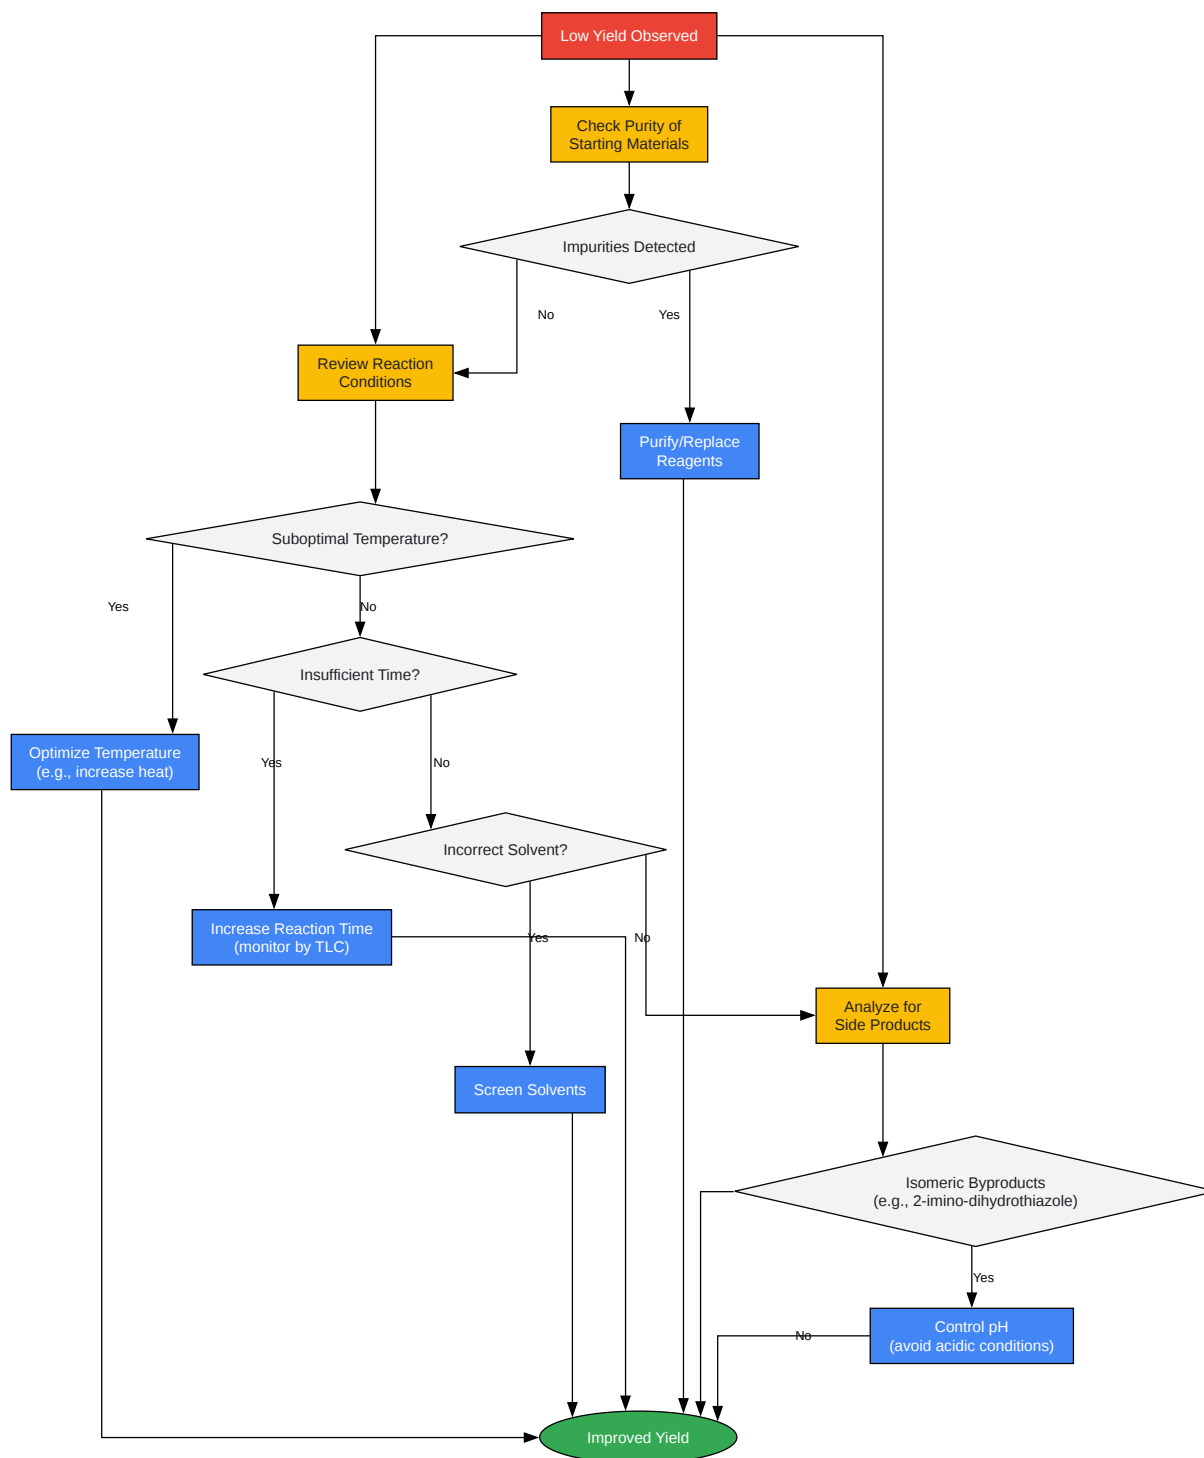 Low Yield Observed
Check Purity of
Starting Materials
Impurities Detected
No
Yes
Review Reaction
Conditions
Purify/Replace
Reagents
Suboptimal Temperature?
Yes
No
Insufficient Time?
Optimize Temperature
(e.g., increase heat)
Yes
No
Incorrect Solvent?
Increase Reaction Time
(monitor by TLC)
Yes
No
Analyze for
Side Products
Screen Solvents
Isomeric Byproducts
(e.g., 2-imino-dihydrothiazole)
Yes
Control pH
(avoid acidic conditions)
No
Improved Yield